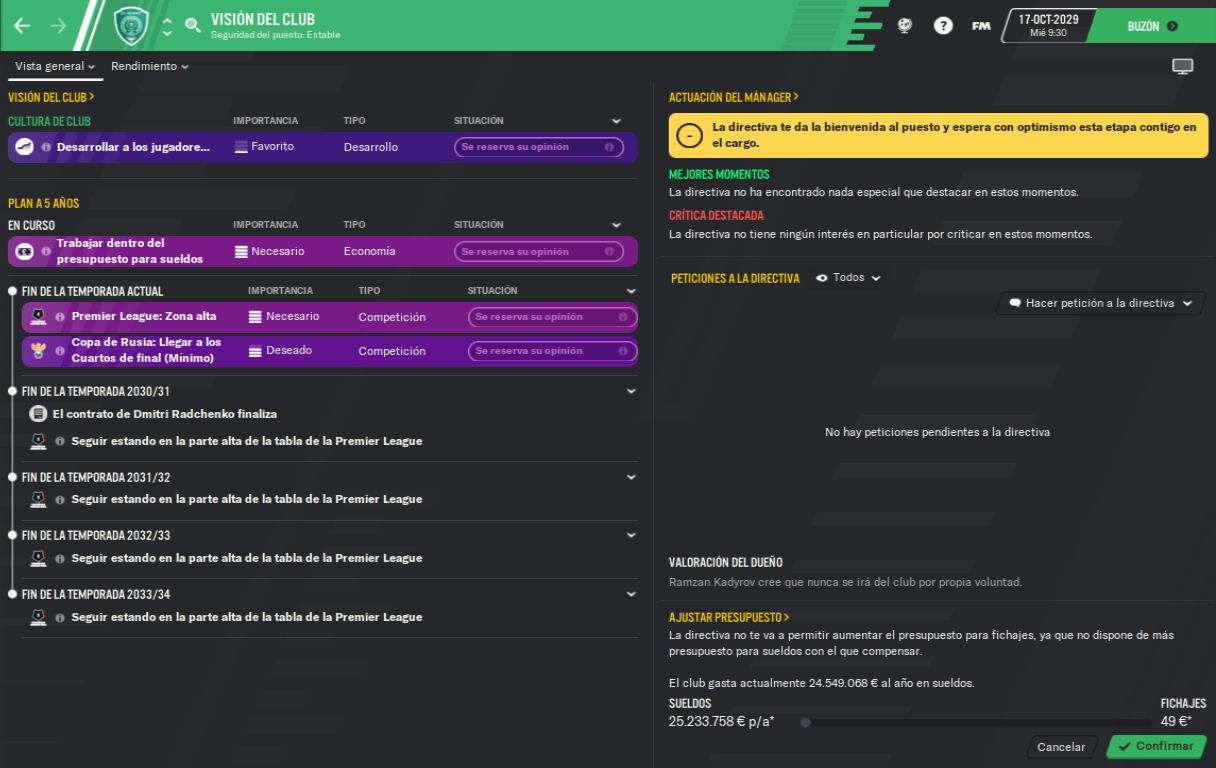 VISIÓN DEL CLUB
Seguridad del puesto: Estable
FM
17-OCT-2029
Mié 9:30
BUZÓN
Vista general
Rendimiento
VISIÓN DEL CLUB
CULTURA DE CLUB IMPORTANCIA TIPO SITUACIÓN
Desarrollar a los jugadore... Favorito Desarrollo Se reserva su opinión
PLAN A 5 AÑOS
EN CURSO IMPORTANCIA TIPO SITUACIÓN
Trabajar dentro del
presupuesto para sueldos Necesario Economía Se reserva su opinión
FIN DE LA TEMPORADA ACTUAL IMPORTANCIA TIPO SITUACIÓN
Premier League: Zona alta Necesario Competición Se reserva su opinión
Copa de Rusia: Llegar a los
Cuartos de final (Mínimo) Deseado Competición Se reserva su opinión
FIN DE LA TEMPORADA 2030/31
El contrato de Dmitri Radchenko finaliza
Seguir estando en la parte alta de la tabla de la Premier League
FIN DE LA TEMPORADA 2031/32
Seguir estando en la parte alta de la tabla de la Premier League
FIN DE LA TEMPORADA 2032/33
Seguir estando en la parte alta de la tabla de la Premier League
FIN DE LA TEMPORADA 2033/34
Seguir estando en la parte alta de la tabla de la Premier League
ACTUACIÓN DEL MÁNAGER
La directiva te da la bienvenida al puesto y espera con optimismo esta etapa contigo en
el cargo.
MEJORES MOMENTOS
La directiva no ha encontrado nada especial que destacar en estos momentos.
CRÍTICA DESTACADA
La directiva no tiene ningún interés en particular por criticar en estos momentos.
PETICIONES A LA DIRECTIVA Todos
Hacer petición a la directiva
No hay peticiones pendientes a la directiva
VALORACIÓN DEL DUEÑO
Ramzan Kadyrov cree que nunca se irá del club por propia voluntad.
AJUSTAR PRESUPUESTO
La directiva no te va a permitir aumentar el presupuesto para fichajes, ya que no dispone de más
presupuesto para sueldos con el que compensar.
El club gasta actualmente 24.549.068 € al año en sueldos.
SUELDOS FICHAJES
25.233.758 € p/a* 49 €*
Cancelar Confirmar